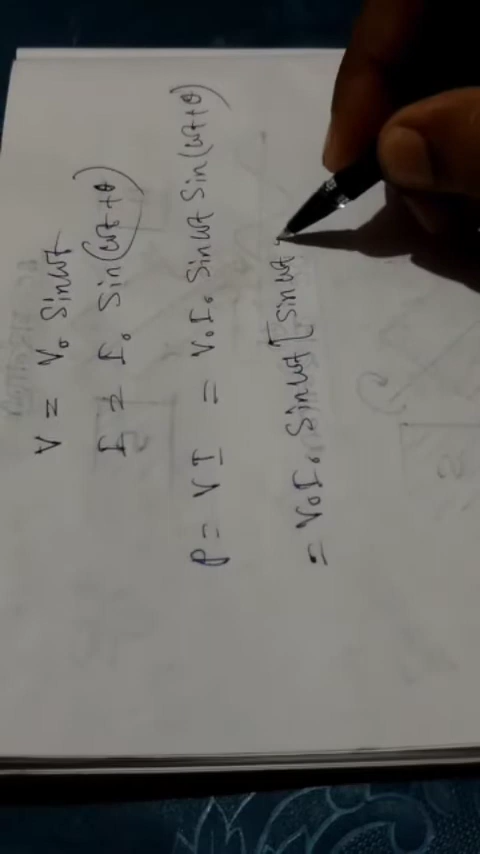 V = V₀ Sinωt
I = I₀ Sin(ωt + θ)
P = VI = V₀I₀ Sinωt Sin(ωt + θ)
= V₀I₀ Sinωt [Sinωt